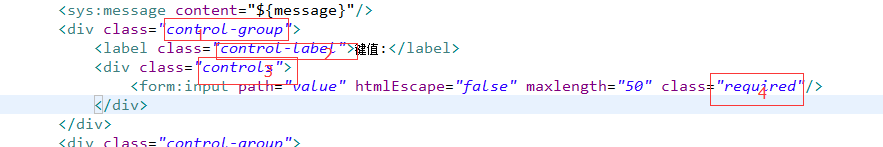 <sys:message content="${message}"/>
<div class="control-group">
1
<label class="control-label">键值:</label>
2
<div class="controls">
3
<form:input path="value" htmlEscape="false" maxlength="50" class="required"/>
4
</div>
</div>
<div class="control-group">